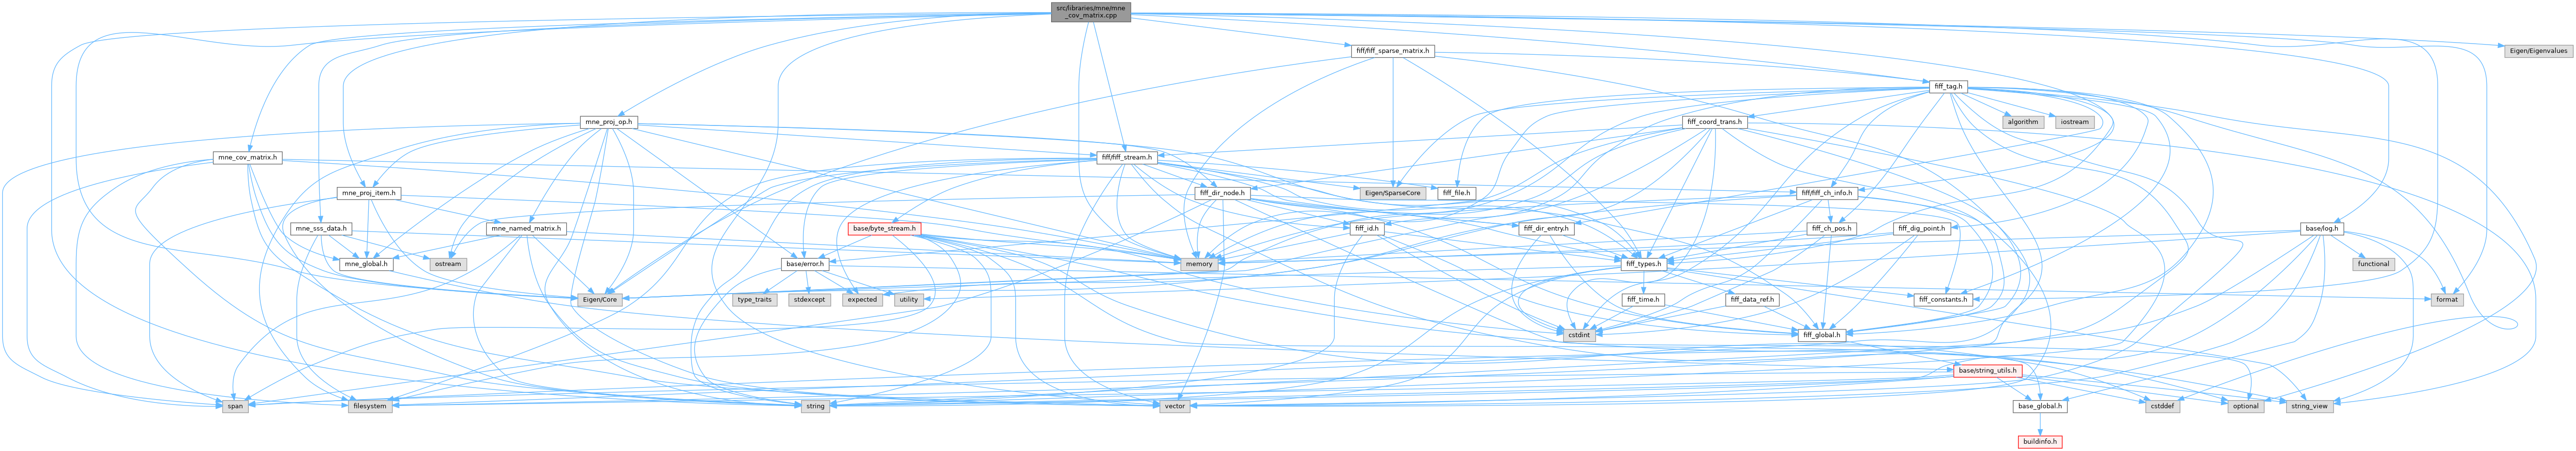 src/libraries/mne/mne
_cov_matrix.cpp
fiff/fiff_sparse_matrix.h
Eigen/Eigenvalues
fiff_tag.h
mne_proj_op.h
fiff_coord_trans.h
algorithm
iostream
mne_cov_matrix.h
fiff/fiff_stream.h
mne_proj_item.h
fiff_dir_node.h
Eigen/SparseCore
fiff_file.h
fiff/fiff_ch_info.h
mne_sss_data.h
mne_named_matrix.h
base/byte_stream.h
fiff_id.h
fiff_dir_entry.h
fiff_ch_pos.h
fiff_dig_point.h
base/log.h
mne_global.h
ostream
base/error.h
memory
fiff_types.h
functional
Eigen/Core
type_traits
stdexcept
expected
utility
fiff_time.h
fiff_data_ref.h
fiff_constants.h
format
cstdint
fiff_global.h
base/string_utils.h
span
filesystem
string
vector
base_global.h
cstddef
optional
string_view
buildinfo.h